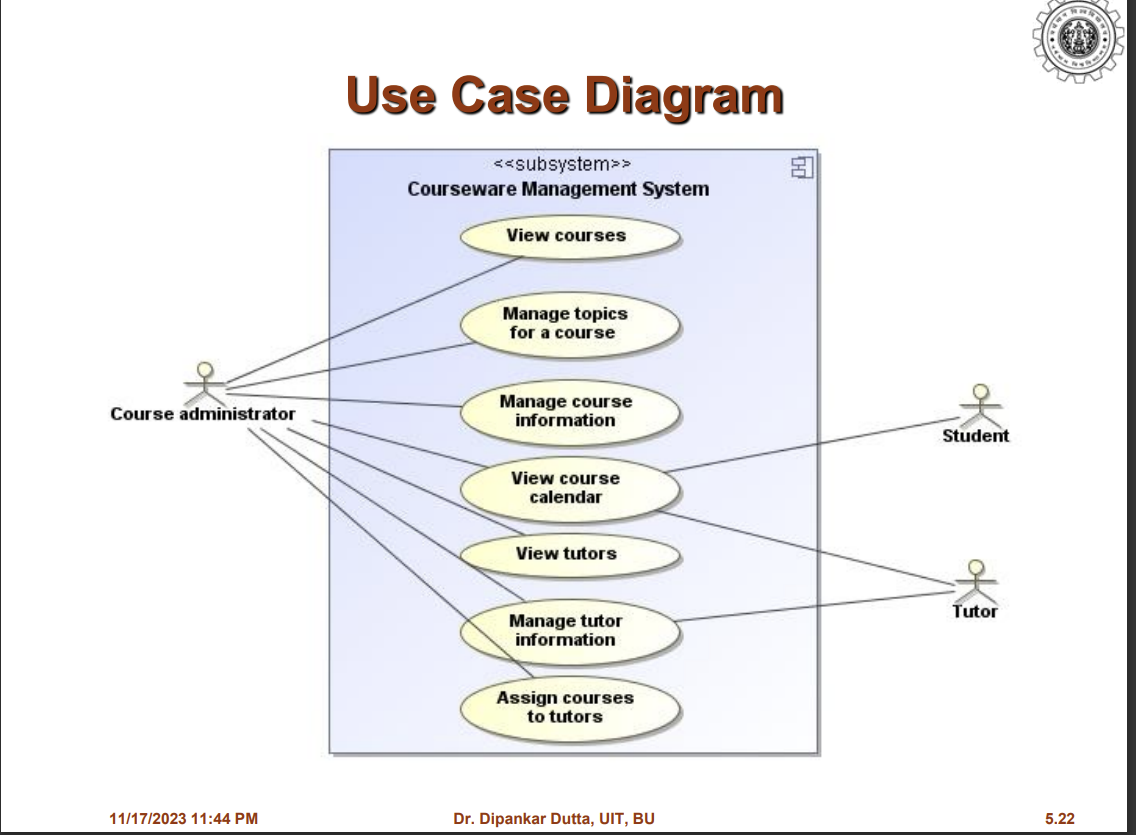 Use Case Diagram
<<subsystem>>
Courseware Management System
View courses
Manage topics
for a course
Manage course
information
Course administrator
Student
View course
calendar
View tutors
Tutor
Manage tutor
information
Assign courses
to tutors
11/17/2023 11:44 PM
Dr. Dipankar Dutta, UIT, BU
5.22